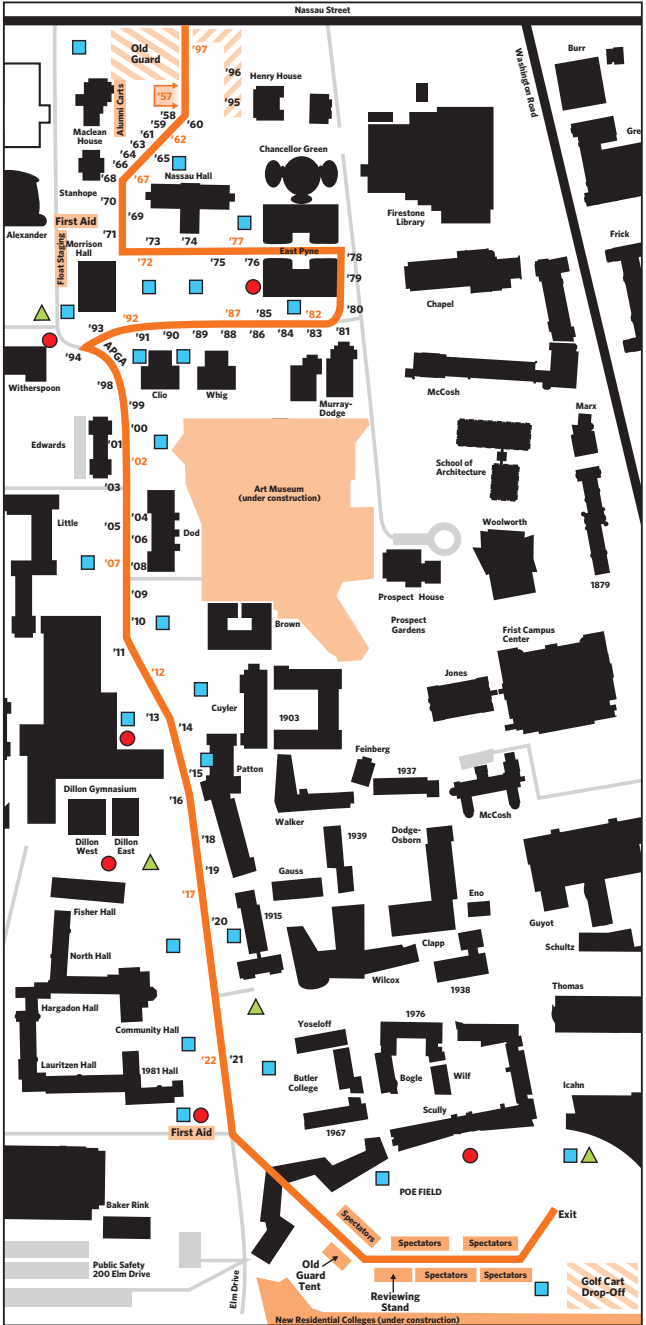 Nassau Street
Old
Guard
'97
Washington Road
Burr
'96
Henry House
'57
'95
Alumni Carts
'58
'59
'60
Maclean
House
'61
'62
'63
Chancellor Green
'64
'65
'66
Nassau Hall
'68
'67
Stanhope
'70
'69
Firestone
Library
First Aid
Alexander
'71
'73
'74
'77
Frick
Float Staging
Morrison
Hall
East Pyne
'78
'72
'75
'76
'79
Chapel
'92
'87
'85
'82
'80
'93
'91
'90
'89
'88
'86
'84
'83
'81
'94
APGA
Witherspoon
'98
Clio
Whig
McCosh
'99
Murray-
Dodge
Marx
'00
Edwards
'01
'02
School of
Architecture
'03
Art Museum
(under construction)
Little
'04
'05
Dod
Woolworth
'06
'07
'08
1879
'09
Prospect House
'10
Brown
Prospect
Gardens
Frist Campus
Center
'11
'12
Jones
Cuyler
'13
1903
'14
Feinberg
'15
Patton
1937
Dillon Gymnasium
'16
McCosh
Walker
Dillon
West
Dillon
East
'18
1939
Dodge-
Osborn
'19
Gauss
'17
Eno
Fisher Hall
'20
1915
Guyot
Clapp
Schultz
North Hall
Wilcox
1938
Thomas
Hargadon Hall
1976
Community Hall
Yoseloff
'22
'21
Lauritzen Hall
1981 Hall
Butler
College
Bogle
Wilf
Icahn
Scully
First Aid
1967
POE FIELD
Baker Rink
Spectators
Exit
Spectators
Spectators
Public Safety
200 Elm Drive
Old
Guard
Tent
Spectators
Spectators
Reviewing
Stand
Golf Cart
Drop-Off
Elm Drive
New Residential Colleges (under construction)